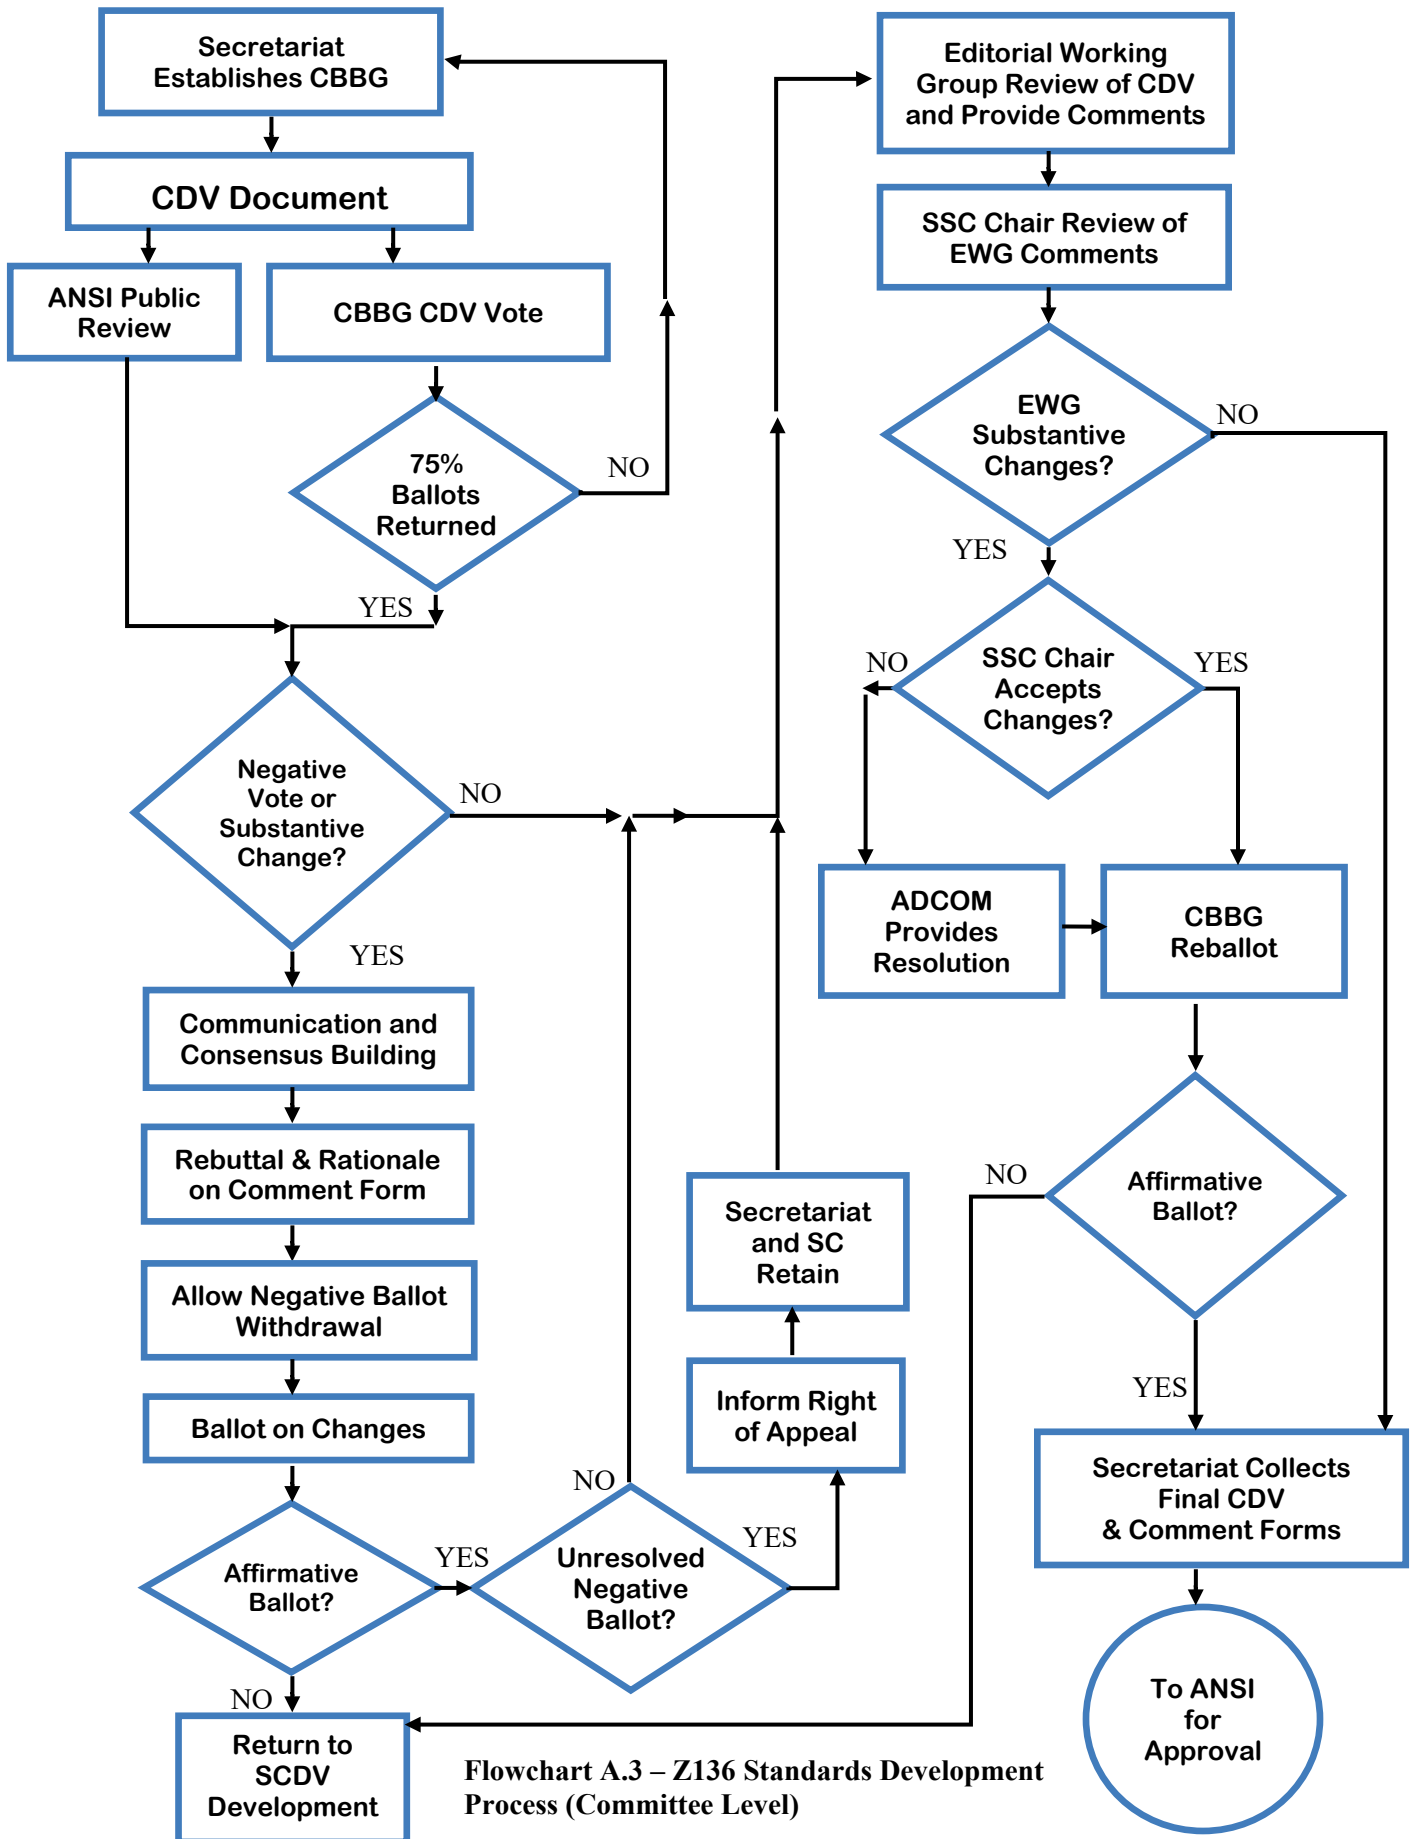 Secretariat
Establishes CBBG
CDV Document
ANSI Public
Review
CBBG CDV Vote
75%
Ballots
Returned
NO
YES
Negative
Vote or
Substantive
Change?
NO
YES
Communication and
Consensus Building
Rebuttal & Rationale
on Comment Form
Allow Negative Ballot
Withdrawal
Ballot on Changes
Affirmative
Ballot?
YES
NO
Return to
SCDV
Development
Unresolved
Negative
Ballot?
NO
YES
Inform Right
of Appeal
Secretariat
and SC
Retain
Editorial Working
Group Review of CDV
and Provide Comments
SSC Chair Review of
EWG Comments
EWG
Substantive
Changes?
NO
YES
SSC Chair
Accepts
Changes?
NO
YES
ADCOM
Provides
Resolution
CBBG
Reballot
Affirmative
Ballot?
NO
YES
Secretariat Collects
Final CDV
& Comment Forms
To ANSI
for
Approval
Flowchart A.3 – Z136 Standards Development
Process (Committee Level)